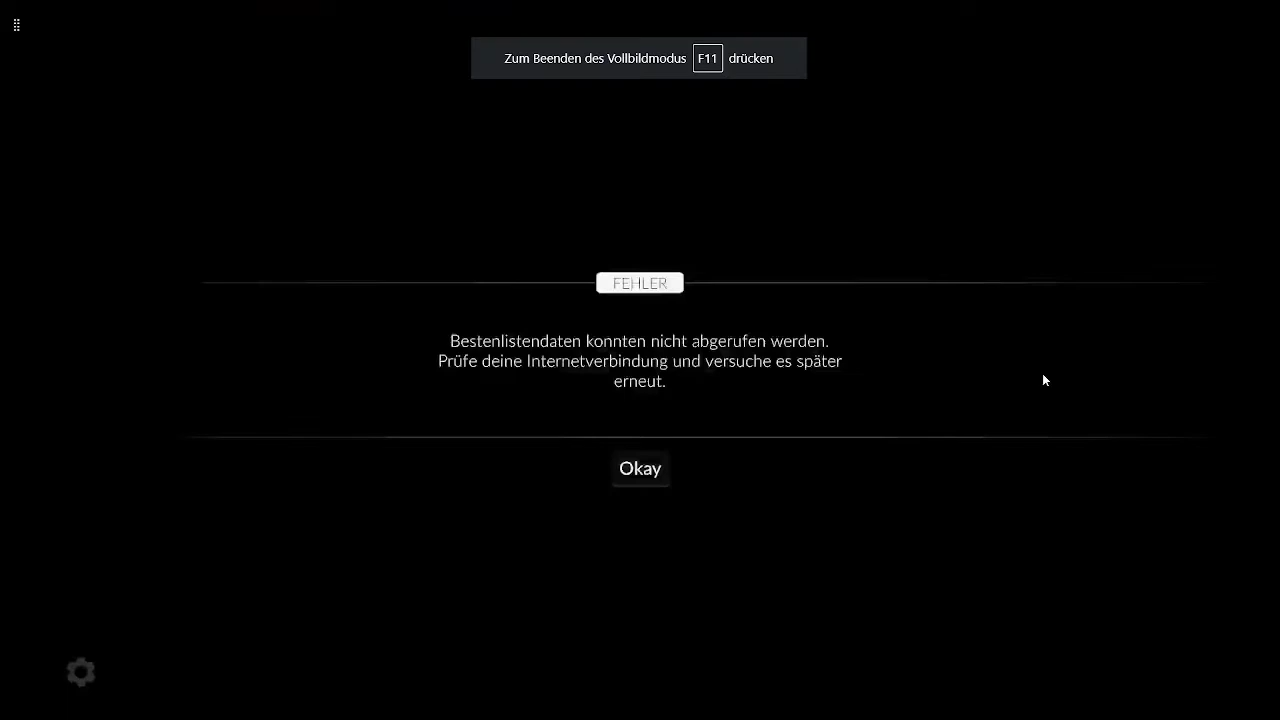 Zum Beenden des Vollbildmodus F11 drücken
FEHLER
Bestenlistendaten konnten nicht abgerufen werden.
Prüfe deine Internetverbindung und versuche es später
erneut.
Okay